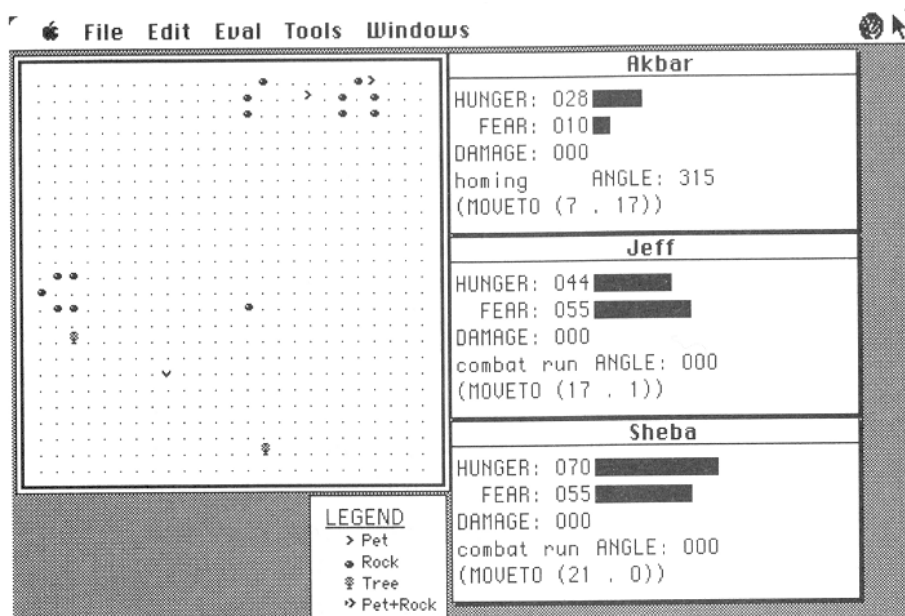 File Edit Eval Tools Windows
Akbar
HUNGER: 028
FEAR: 010
DAMAGE: 000
homing ANGLE: 315
(MOVETO (7 . 17))
Jeff
HUNGER: 044
FEAR: 055
DAMAGE: 000
combat run ANGLE: 000
(MOVETO (17 . 1))
Sheba
HUNGER: 070
FEAR: 055
DAMAGE: 000
combat run ANGLE: 000
(MOVETO (21 . 0))
LEGEND
Pet
Rock
Tree
Pet+Rock